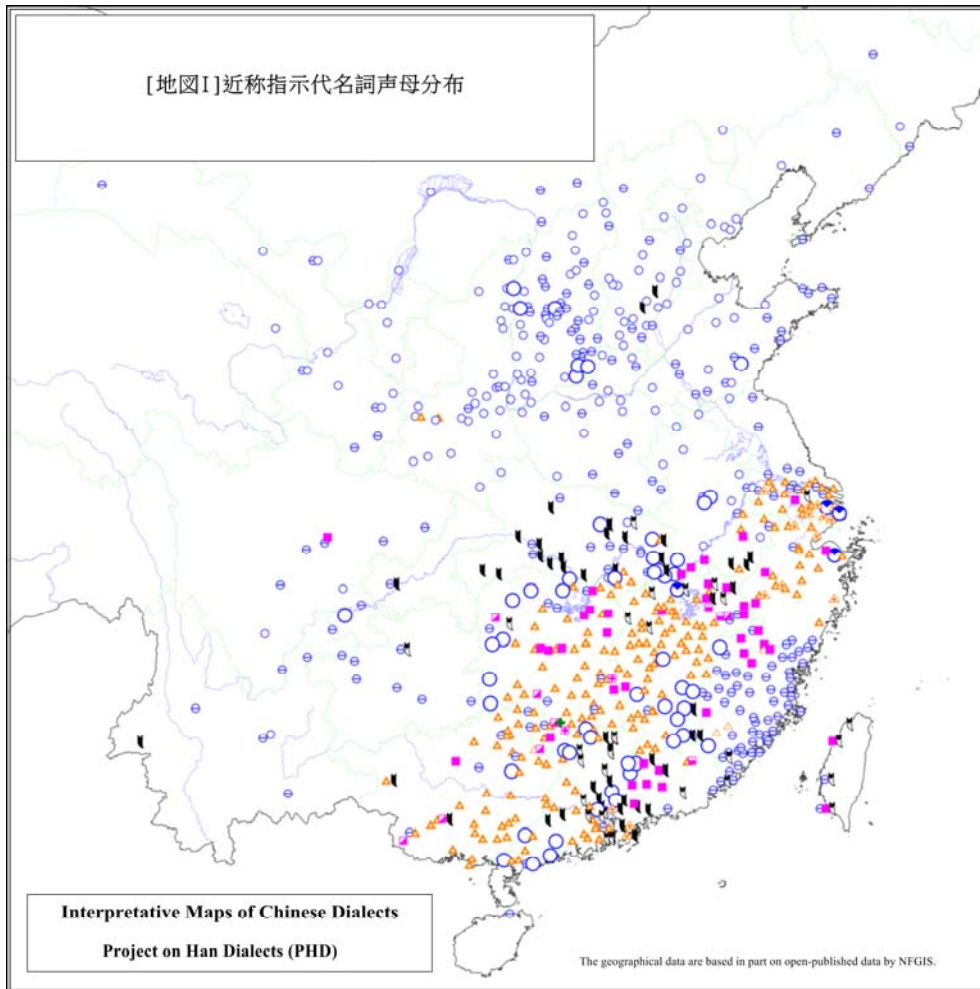 [地図I]近称指示代名詞声母分布
Interpretative Maps of Chinese Dialects
Project on Han Dialects (PHD)
The geographical data are based in part on open-published data by NFGIS.